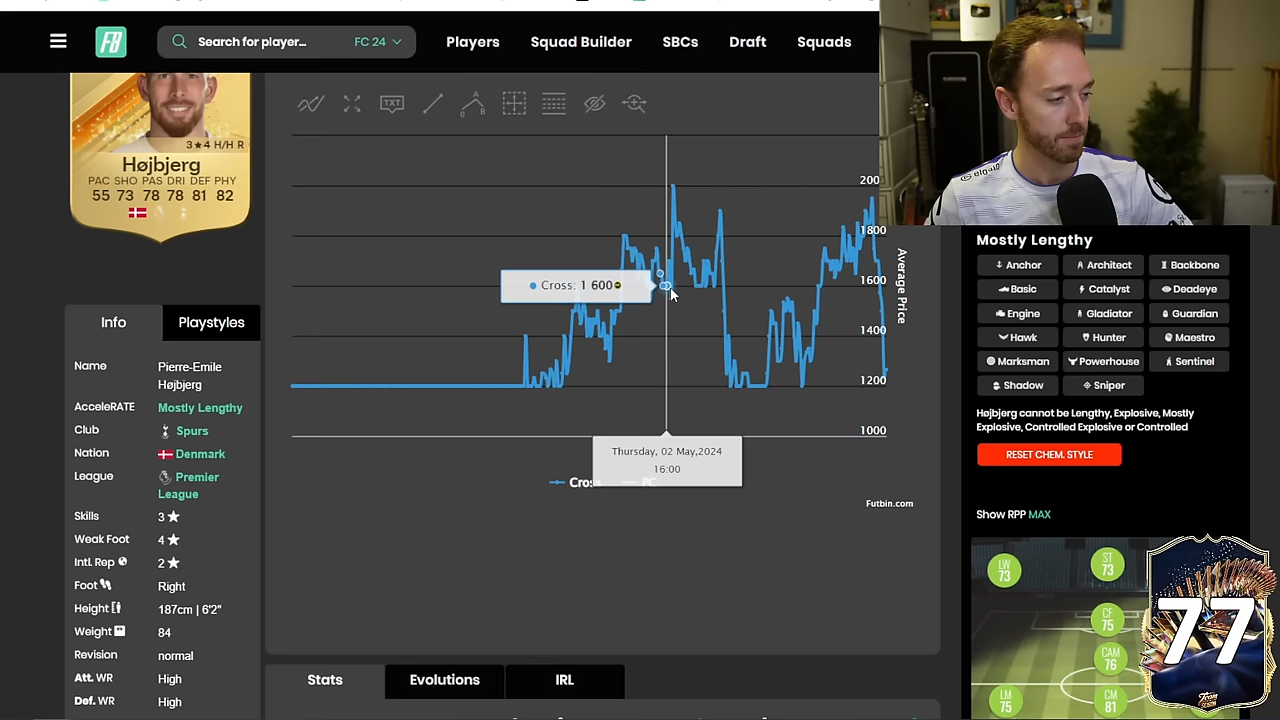 FB
Search for player...
FC 24
Players
Squad Builder
SBCs
Draft
Squads
3★4 H/H R
Højbjerg
PAC SHO PAS DRI DEF PHY
55 73 78 78 81 82
TXT
A
B
0
200
1800
1600
1400
1200
1000
Average Price
Cross: 1 600
Thursday, 02 May,2024
16:00
Cross
PC
Futbin.com
Info
Playstyles
Name
Pierre-Emile
Højbjerg
AcceleRATE
Mostly Lengthy
Club
Spurs
Nation
Denmark
League
Premier
League
Skills
3 ★
Weak Foot
4 ★
Intl. Rep
2 ★
Foot
Right
Height
187cm | 6'2"
Weight
84
Revision
normal
Att. WR
High
Def. WR
High
Stats
Evolutions
IRL
Mostly Lengthy
Anchor
Architect
Backbone
Basic
Catalyst
Deadeye
Engine
Gladiator
Guardian
Hawk
Hunter
Maestro
Marksman
Powerhouse
Sentinel
Shadow
Sniper
Højbjerg cannot be Lengthy, Explosive, Mostly
Explosive, Controlled Explosive or Controlled
RESET CHEM. STYLE
Show RPP MAX
LW
73
ST
73
CF
75
CAM
76
LM
75
CM
81
77